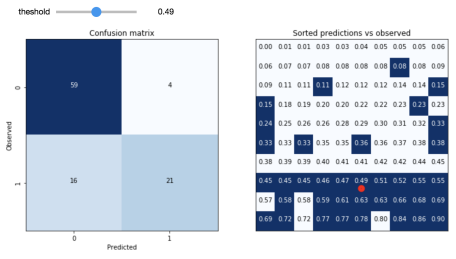 theshold 0.49
Confusion matrix
Sorted predictions vs observed
Observed
0
1
59 4
16 21
0 1
Predicted
0.00 0.01 0.01 0.03 0.03 0.04 0.05 0.05 0.05 0.06
0.06 0.07 0.07 0.08 0.08 0.08 0.08 0.08 0.08 0.09
0.09 0.11 0.11 0.11 0.12 0.12 0.12 0.14 0.14 0.15
0.15 0.18 0.19 0.20 0.20 0.22 0.22 0.23 0.23 0.23
0.24 0.25 0.26 0.26 0.28 0.29 0.30 0.31 0.32 0.33
0.33 0.33 0.33 0.33 0.35 0.36 0.36 0.37 0.37 0.38
0.38 0.39 0.39 0.40 0.41 0.41 0.42 0.42 0.44 0.45
0.45 0.45 0.45 0.46 0.47 0.49 0.51 0.52 0.55 0.55
0.57 0.58 0.58 0.59 0.61 0.63 0.63 0.66 0.68 0.69
0.69 0.72 0.72 0.77 0.77 0.78 0.80 0.84 0.86 0.90